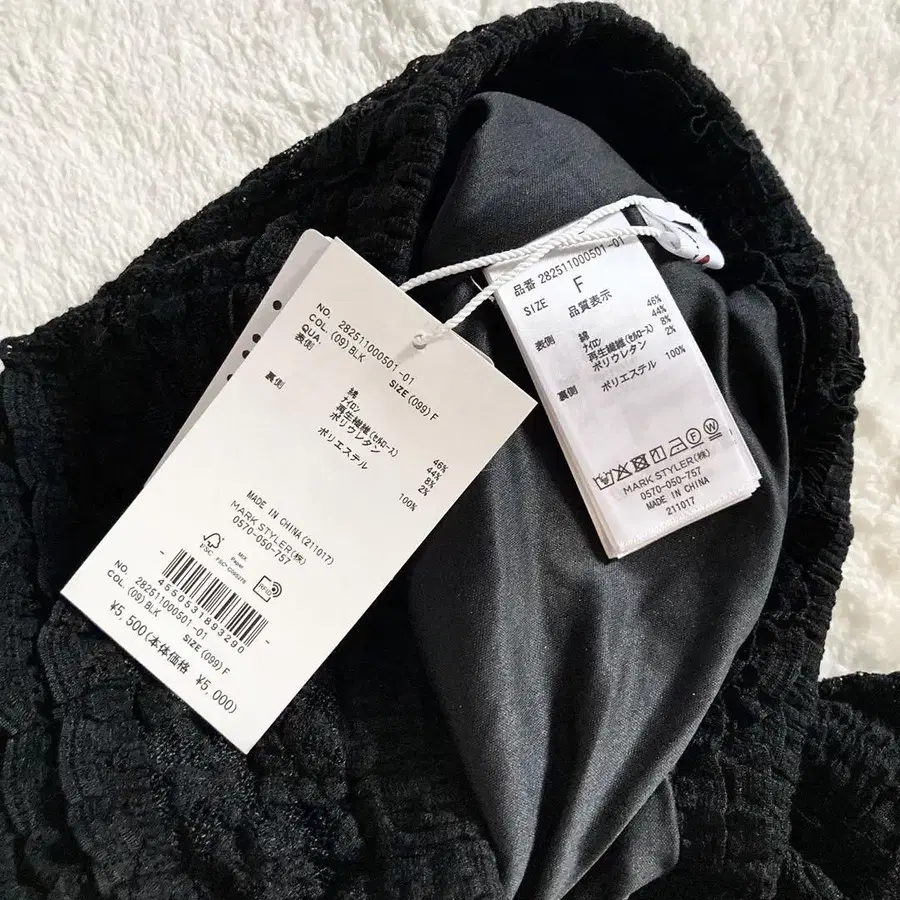 NO. 282511000501-01
COL. (09)BLK SIZE(099)F
QUA.
表側 綿 46%
ナイロン 44%
再生繊維(セルロース) 8%
ポリウレタン 2%
裏側 ポリエステル 100%
MADE IN CHINA(211017)
MARK STYLER(株)
0570-050-757
FSC
MIX
Paper
RFID
4550531893290
NO. 282511000501-01
COL. (09)BLK SIZE(099)F
¥5,500(本体価格 ¥5,000)
品番 282511000501-01
SIZE F
品質表示
表側 綿 46%
ナイロン 44%
再生繊維(セルロース) 8%
ポリウレタン 2%
裏側 ポリエステル 100%
MARK STYLER(株)
0570-050-757
MADE IN CHINA
211017